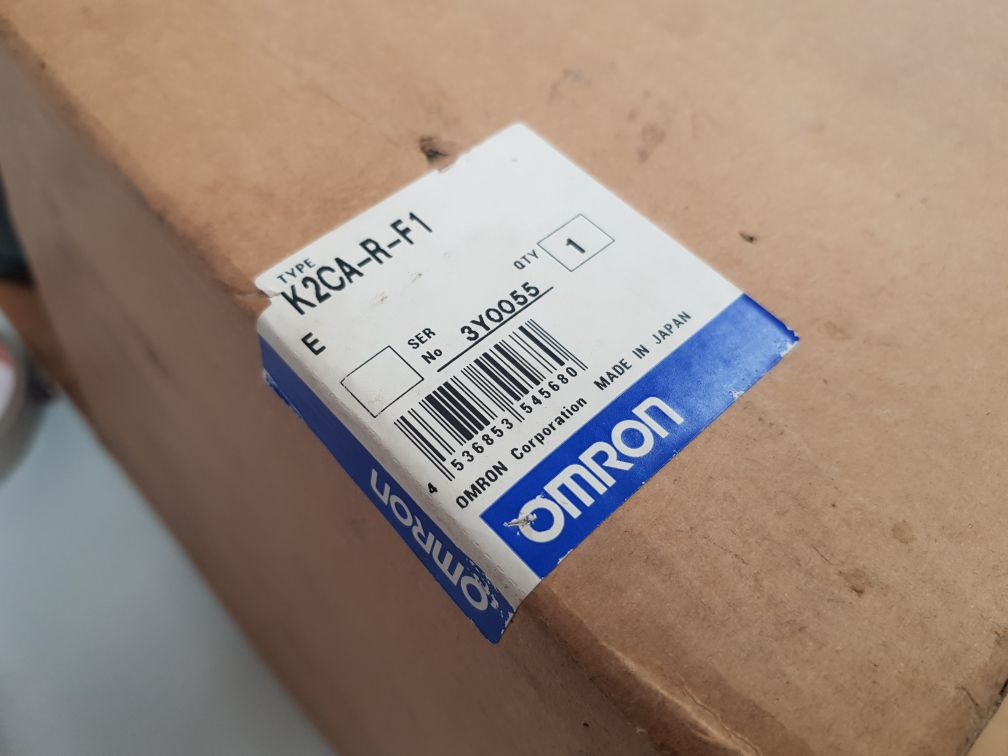 TYPE
K2CA-R-F1
E
QTY 1
SER
No 3Y0055
4 536853 545680
OMRON Corporation MADE IN JAPAN
OMRON
OMRON